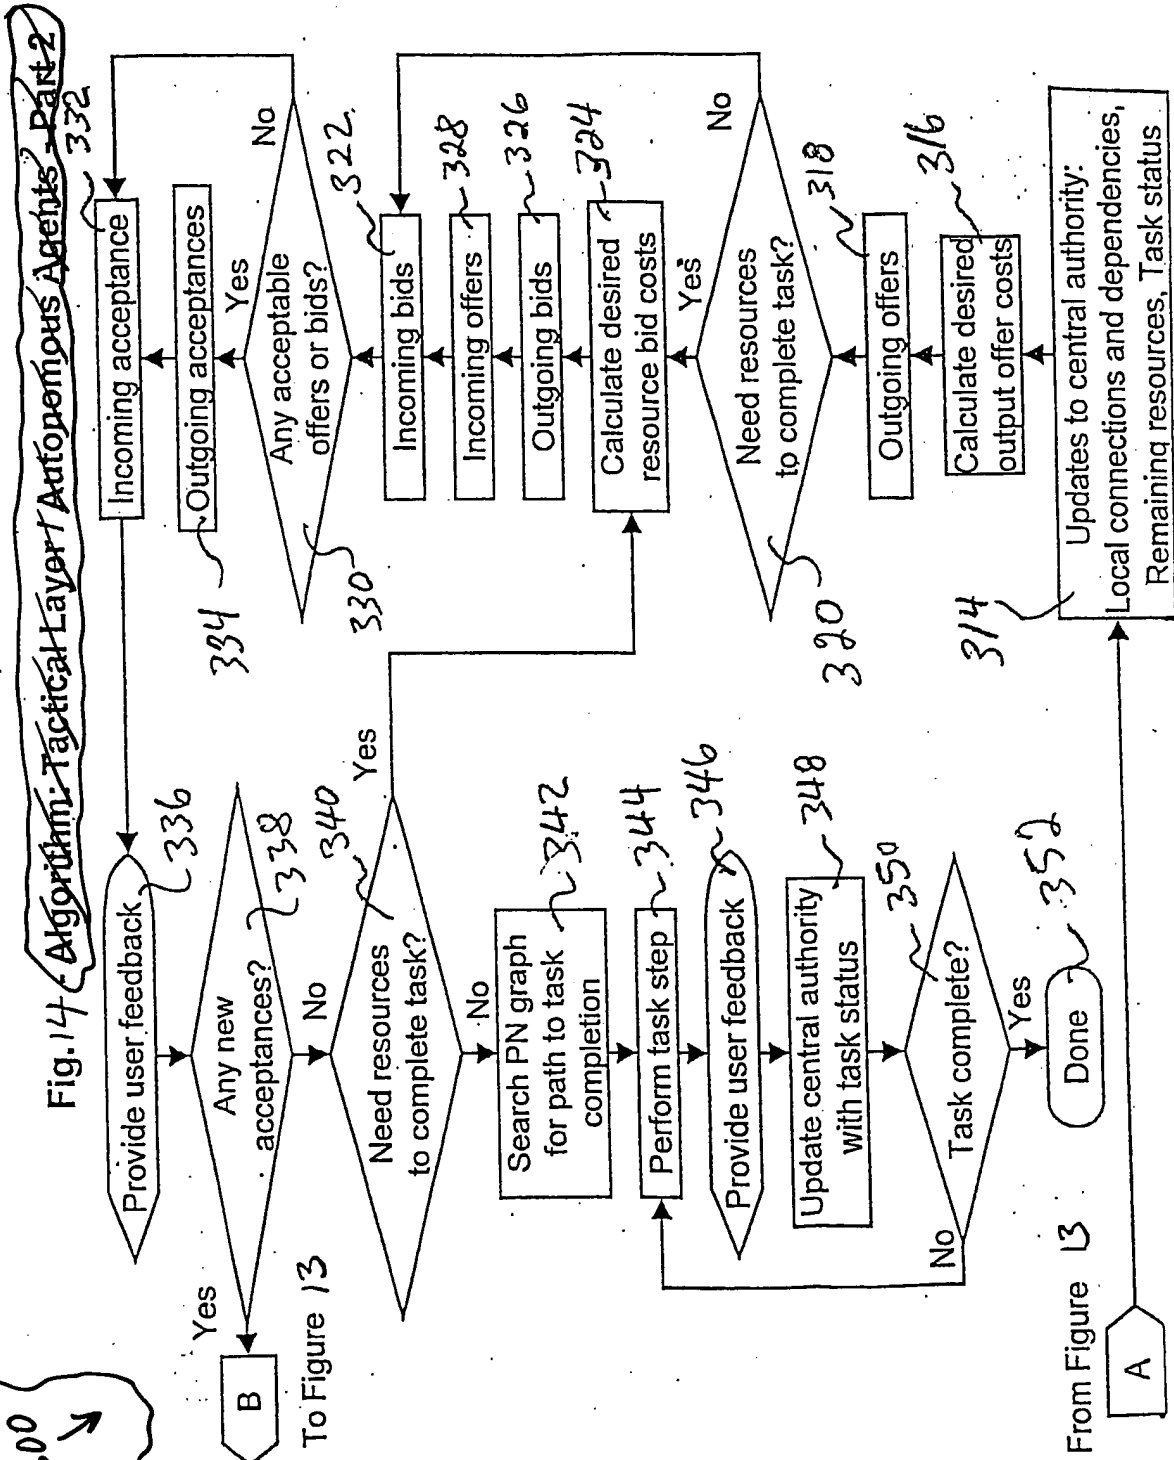 Fig. 14 Algorithm: Tactical Layer / Autonomous Agents - Part 2
Provide user feedback
336
Any new
acceptances?
338
Yes
B
To Figure 13
No
Need resources
to complete task?
340
Yes
No
Search PN graph
for path to task
completion
342
Perform task step
344
Provide user feedback
346
Update central authority
with task status
348
Task complete?
350
No
Yes
Done
352
From Figure 13
A
Incoming acceptance
332
Outgoing acceptances
334
Yes
No
Any acceptable
offers or bids?
330
Incoming bids
322
Incoming offers
328
Outgoing bids
326
Calculate desired
resource bid costs
324
Yes
No
Need resources
to complete task?
320
Outgoing offers
318
Calculate desired
output offer costs
316
Updates to central authority:
Local connections and dependencies,
Remaining resources, Task status
314